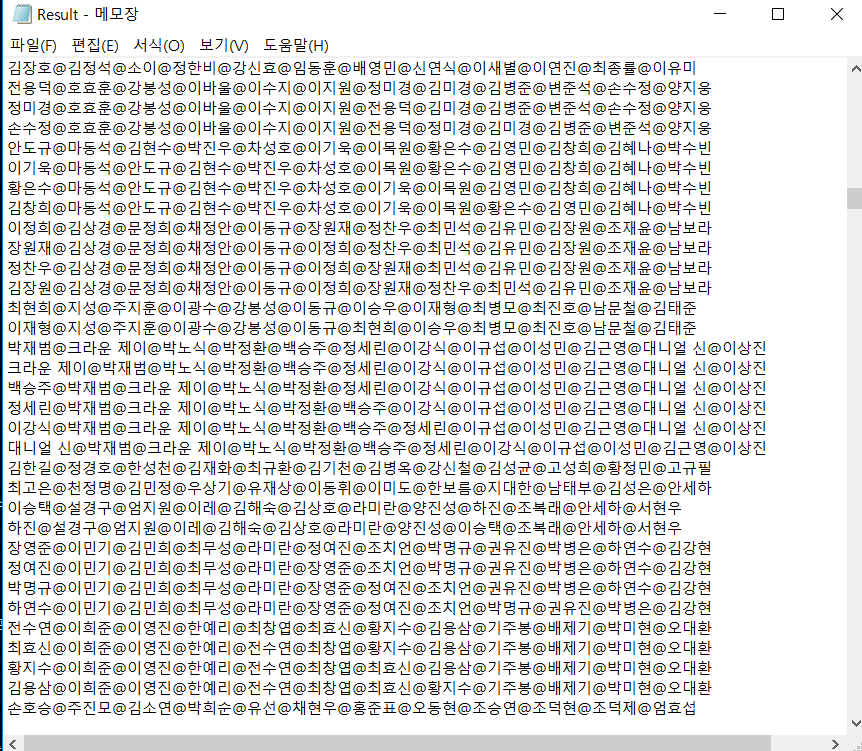 Result - 메모장
파일(F) 편집(E) 서식(O) 보기(V) 도움말(H)
김장호@김정석@소이@정한비@강신효@임동훈@배영민@신연식@이새별@이연진@최종률@이유미
전용덕@호효훈@강봉성@이바울@이수지@이지원@정미경@김미경@김병준@변준석@손수정@양지웅
정미경@호효훈@강봉성@이바울@이수지@이지원@전용덕@김미경@김병준@변준석@손수정@양지웅
손수정@호효훈@강봉성@이바울@이수지@이지원@전용덕@정미경@김미경@김병준@변준석@양지웅
안도규@마동석@김현수@박진우@차성호@이기욱@이목원@황은수@김영민@김창희@김혜나@박수빈
이기욱@마동석@안도규@김현수@박진우@차성호@이목원@황은수@김영민@김창희@김혜나@박수빈
황은수@마동석@안도규@김현수@박진우@차성호@이기욱@이목원@김영민@김창희@김혜나@박수빈
김창희@마동석@안도규@김현수@박진우@차성호@이기욱@이목원@황은수@김영민@김혜나@박수빈
이정희@김상경@문정희@채정안@이동규@장원재@정찬우@최민석@김유민@김장원@조재윤@남보라
장원재@김상경@문정희@채정안@이동규@이정희@정찬우@최민석@김유민@김장원@조재윤@남보라
정찬우@김상경@문정희@채정안@이동규@이정희@장원재@최민석@김유민@김장원@조재윤@남보라
김장원@김상경@문정희@채정안@이동규@이정희@장원재@정찬우@최민석@김유민@조재윤@남보라
최현희@지성@주지훈@이광수@강봉성@이동규@이승우@이재형@최병모@최진호@남문철@김태준
이재형@지성@주지훈@이광수@강봉성@이동규@최현희@이승우@최병모@최진호@남문철@김태준
박재범@크라운 제이@박노식@박정환@백승주@정세린@이강식@이규섭@이성민@김근영@대니얼 신@이상진
크라운 제이@박재범@박노식@박정환@백승주@정세린@이강식@이규섭@이성민@김근영@대니얼 신@이상진
백승주@박재범@크라운 제이@박노식@박정환@정세린@이강식@이규섭@이성민@김근영@대니얼 신@이상진
정세린@박재범@크라운 제이@박노식@박정환@백승주@이강식@이규섭@이성민@김근영@대니얼 신@이상진
이강식@박재범@크라운 제이@박노식@박정환@백승주@정세린@이규섭@이성민@김근영@대니얼 신@이상진
대니얼 신@박재범@크라운 제이@박노식@박정환@백승주@정세린@이강식@이규섭@이성민@김근영@이상진
김한길@정경호@한성천@김재화@최규환@김기천@김병옥@강신철@김성균@고성희@황정민@고규필
최고은@천정명@김민정@우상기@유재상@이동휘@이미도@한보름@지대한@남태부@김성은@안세하
이승택@설경구@엄지원@이레@김해숙@김상호@라미란@양진성@하진@조복래@안세하@서현우
하진@설경구@엄지원@이레@김해숙@김상호@라미란@양진성@이승택@조복래@안세하@서현우
장영준@이민기@김민희@최무성@라미란@정여진@조치언@박명규@권유진@박병은@하연수@김강현
정여진@이민기@김민희@최무성@라미란@장영준@조치언@박명규@권유진@박병은@하연수@김강현
박명규@이민기@김민희@최무성@라미란@장영준@정여진@조치언@권유진@박병은@하연수@김강현
하연수@이민기@김민희@최무성@라미란@장영준@정여진@조치언@박명규@권유진@박병은@김강현
전수연@이희준@이영진@한예리@최창엽@최효신@황지수@김용삼@기주봉@배제기@박미현@오대환
최효신@이희준@이영진@한예리@전수연@최창엽@황지수@김용삼@기주봉@배제기@박미현@오대환
황지수@이희준@이영진@한예리@전수연@최창엽@최효신@김용삼@기주봉@배제기@박미현@오대환
김용삼@이희준@이영진@한예리@전수연@최창엽@최효신@황지수@기주봉@배제기@박미현@오대환
손호승@주진모@김소연@박희순@유선@채현우@홍준표@오동현@조승연@조덕현@조덕제@엄효섭